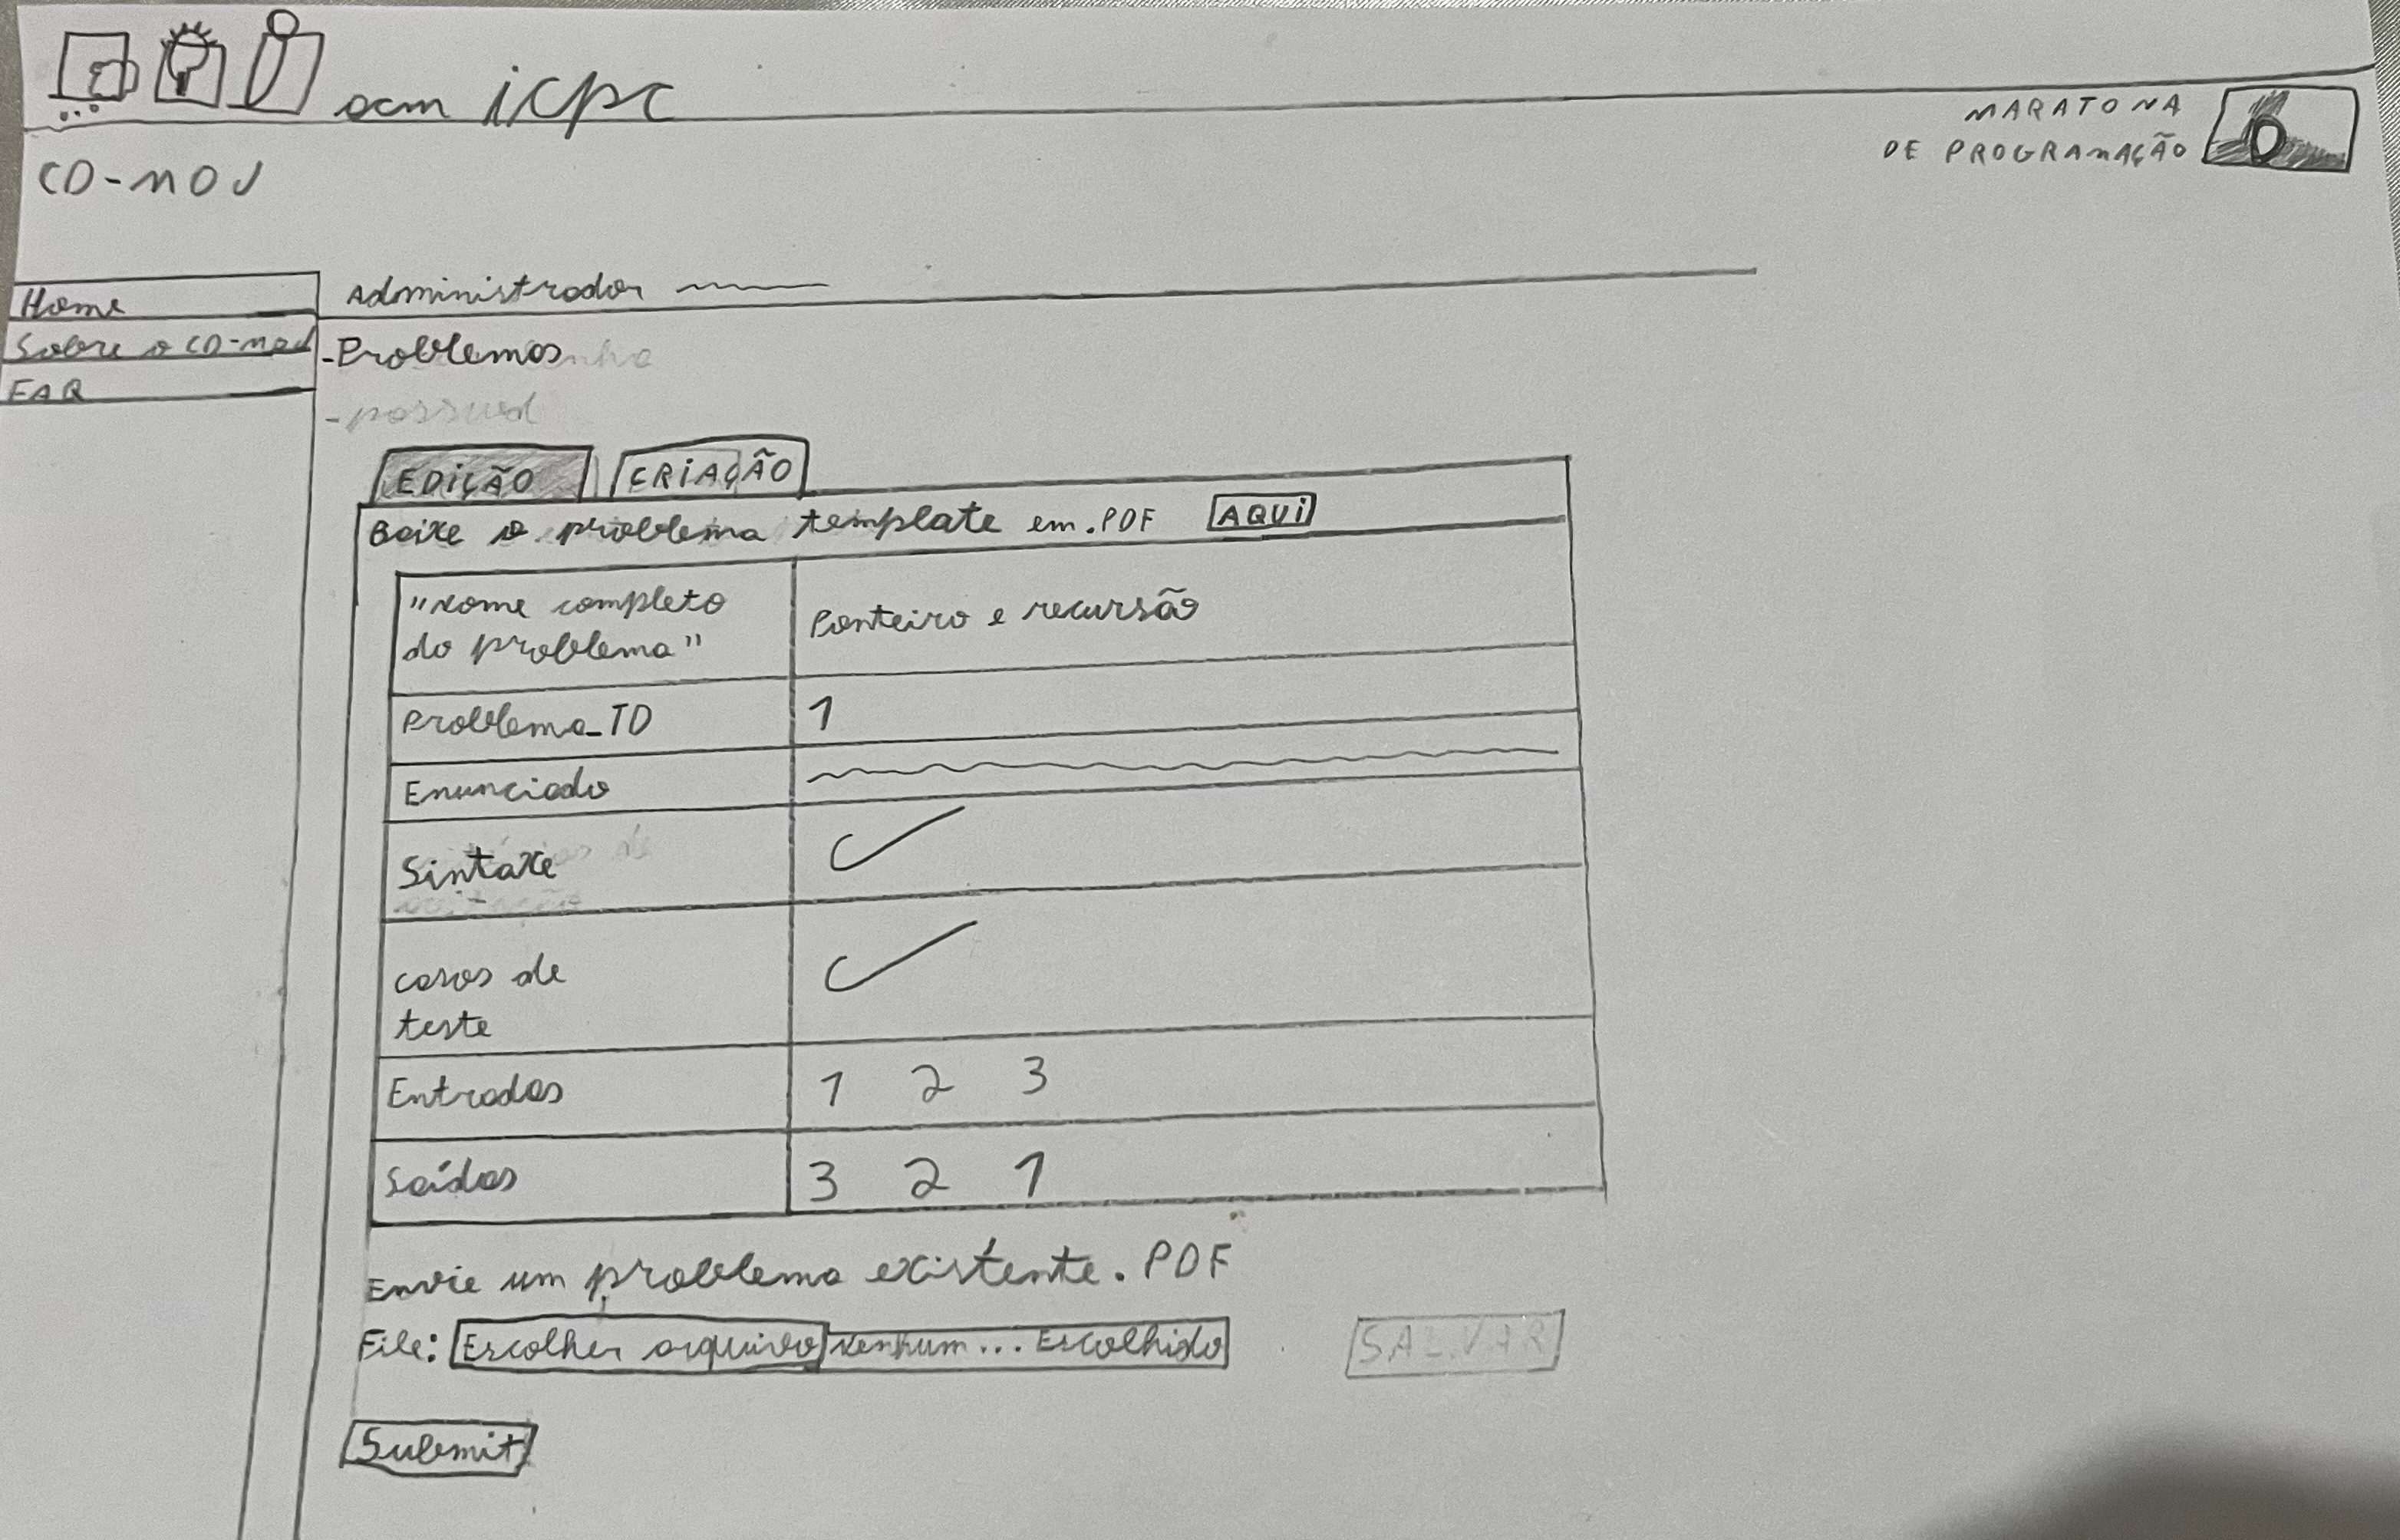 acm icpc
MARATONA
DE PROGRAMAÇÃO
CD-MOJ
Home
Sobre o CD-MOJ
FAQ
Administrador
-Problemas
EDIÇÃO
CRIAÇÃO
Baixe o problema template em .PDF AQUI
"Nome completo
do problema"
Ponteiro e recursão
Problema_ID
1
Enunciado
Sintaxe
casos de
teste
Entradas
1 2 3
Saídas
3 2 1
Envie um problema existente. PDF
File: Escolher arquivo Nenhum... Escolhido
SALVAR
Submit